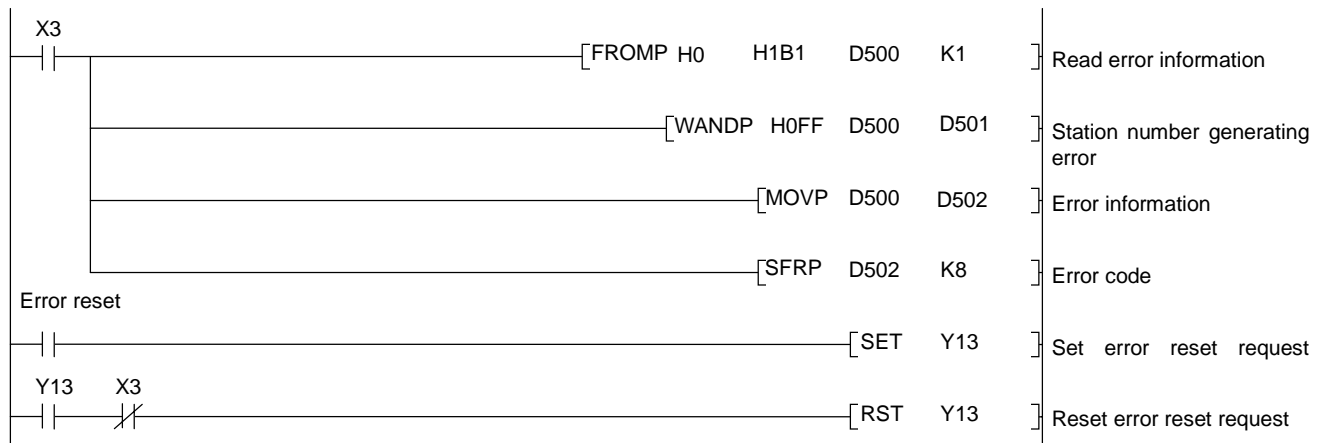 X3
FROMP H0 H1B1 D500 K1 Read error information
WANDP H0FF D500 D501 Station number generating
error
MOVP D500 D502 Error information
SFRP D502 K8 Error code
Error reset
SET Y13 Set error reset request
Y13 X3
RST Y13 Reset error reset request